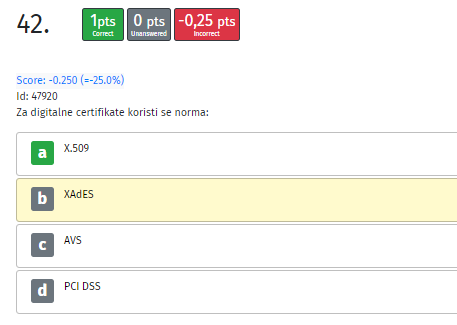 42.
1pts
Correct
0 pts
Unanswered
-0,25 pts
Incorrect
Score: -0.250 (=-25.0%)
Id: 47920
Za digitalne certifikate koristi se norma:
a X.509
b XAdES
c AVS
d PCI DSS